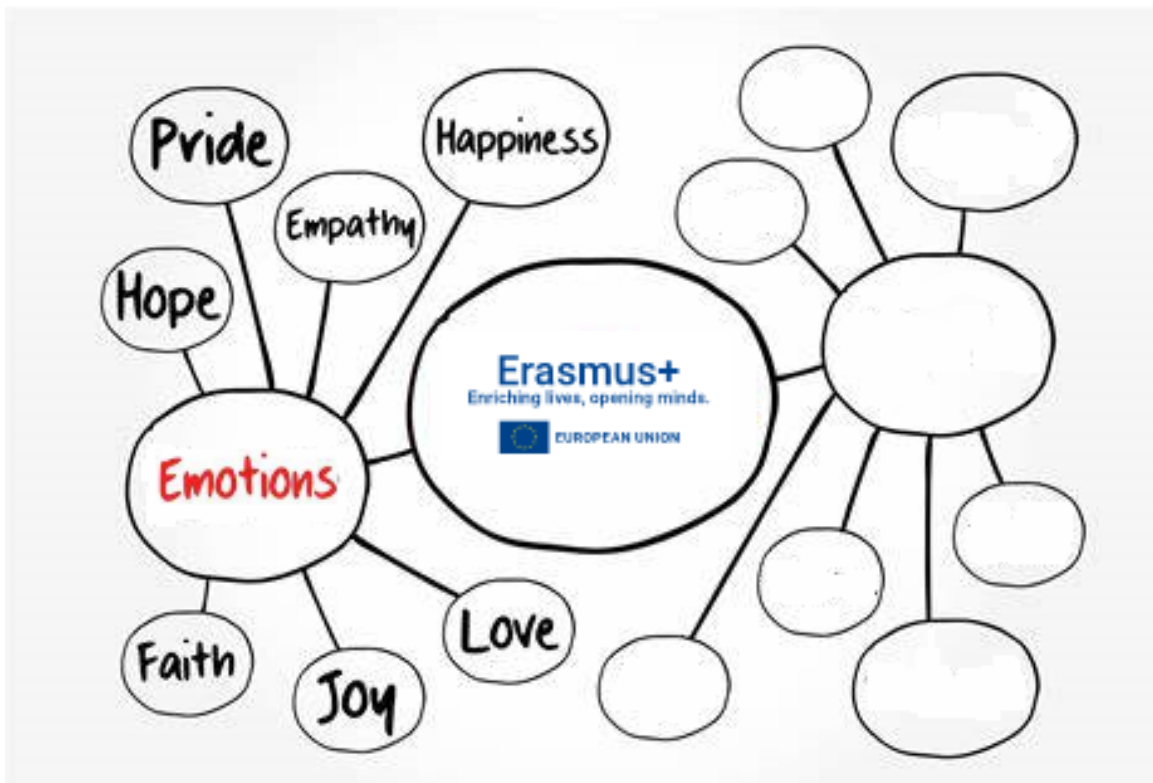 Pride
Happiness
Empathy
Hope
Erasmus+
Enriching lives, opening minds.
EUROPEAN UNION
Emotions
Love
Faith
Joy